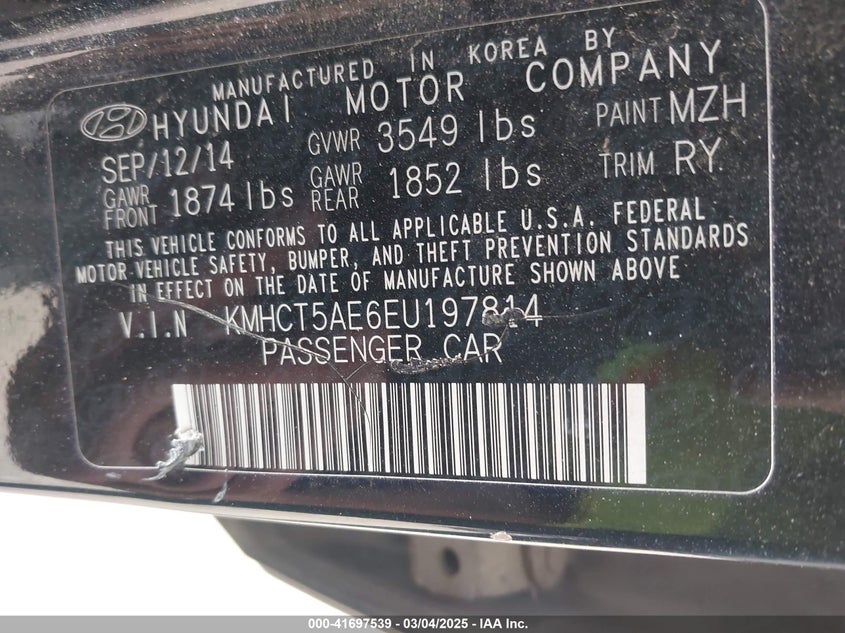 MANUFACTURED IN KOREA BY
HYUNDAI MOTOR COMPANY
SEP/12/14 GVWR 3549 lbs PAINT MZH
GAWR FRONT 1874 lbs GAWR REAR 1852 lbs TRIM RY
THIS VEHICLE CONFORMS TO ALL APPLICABLE U.S.A. FEDERAL
MOTOR-VEHICLE SAFETY, BUMPER, AND THEFT PREVENTION STANDARDS
IN EFFECT ON THE DATE OF MANUFACTURE SHOWN ABOVE
V.I.N KMHCT5AE6EU197814
PASSENGER CAR
000-41697539 - 03/04/2025 - IAA Inc.